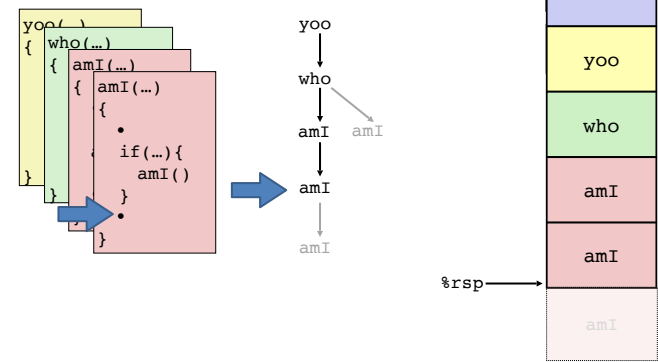 yoo(…)
{
who(…)
{
amI(…)
{
amI(…)
{
•
if(…){
amI()
}
•
}
}
}
yoo
who
amI amI
amI
amI
yoo
who
amI
amI
%rsp
amI